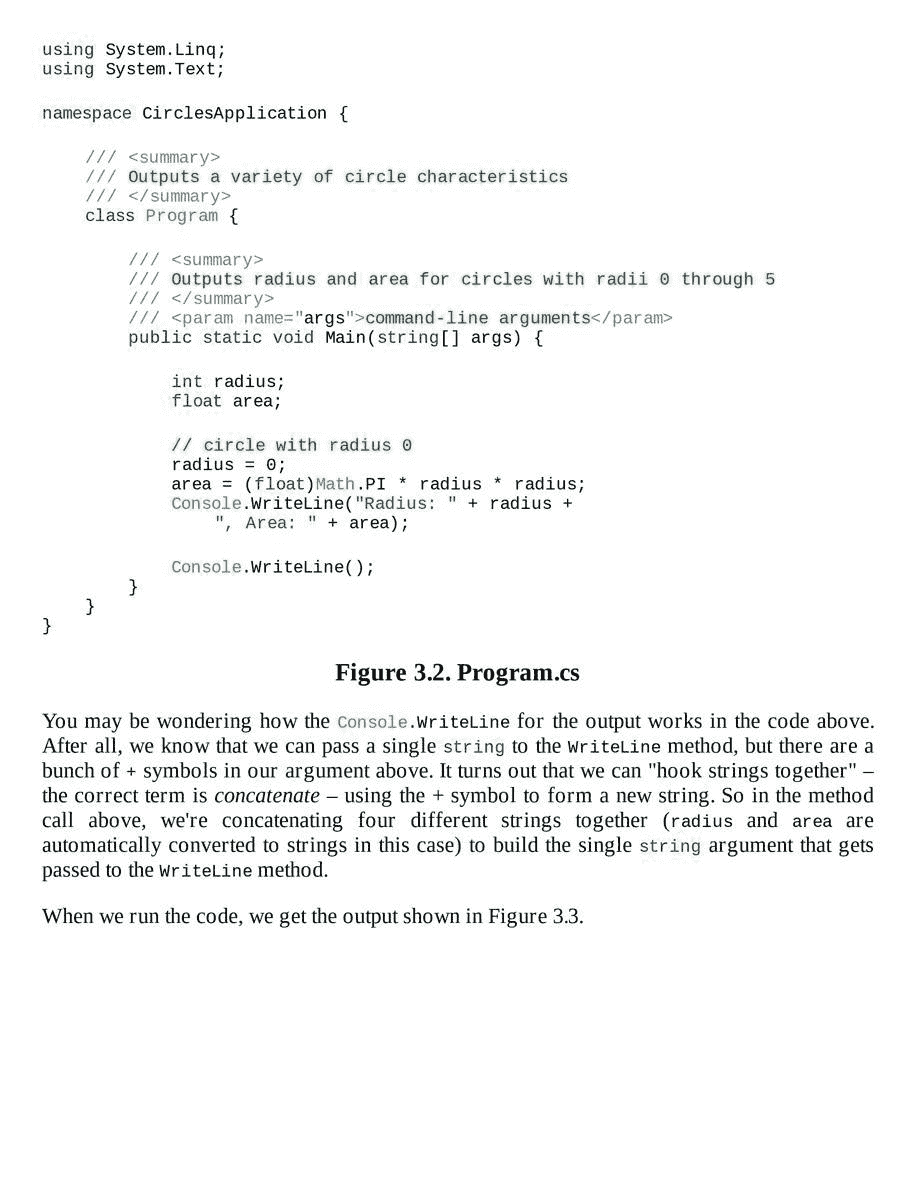 using System.Linq;
using System.Text;
namespace CirclesApplication {
/// <summary>
/// Outputs a variety of circle characteristics
/// </summary>
class Program {
/// <summary>
/// Outputs radius and area for circles with radii 0 through 5
/// </summary>
/// <param name="args">command-line arguments</param>
public static void Main(string[] args) {
int radius;
float area;
// circle with radius 0
radius = 0;
area = (float)Math.PI * radius * radius;
Console.WriteLine("Radius: " + radius +
", Area: " + area);
Console.WriteLine();
}
}
}
Figure 3.2. Program.cs
You may be wondering how the Console.WriteLine for the output works in the code above.
After all, we know that we can pass a single string to the WriteLine method, but there are a
bunch of + symbols in our argument above. It turns out that we can "hook strings together" –
the correct term is concatenate – using the + symbol to form a new string. So in the method
call above, we're concatenating four different strings together (radius and area are
automatically converted to strings in this case) to build the single string argument that gets
passed to the WriteLine method.
When we run the code, we get the output shown in Figure 3.3.